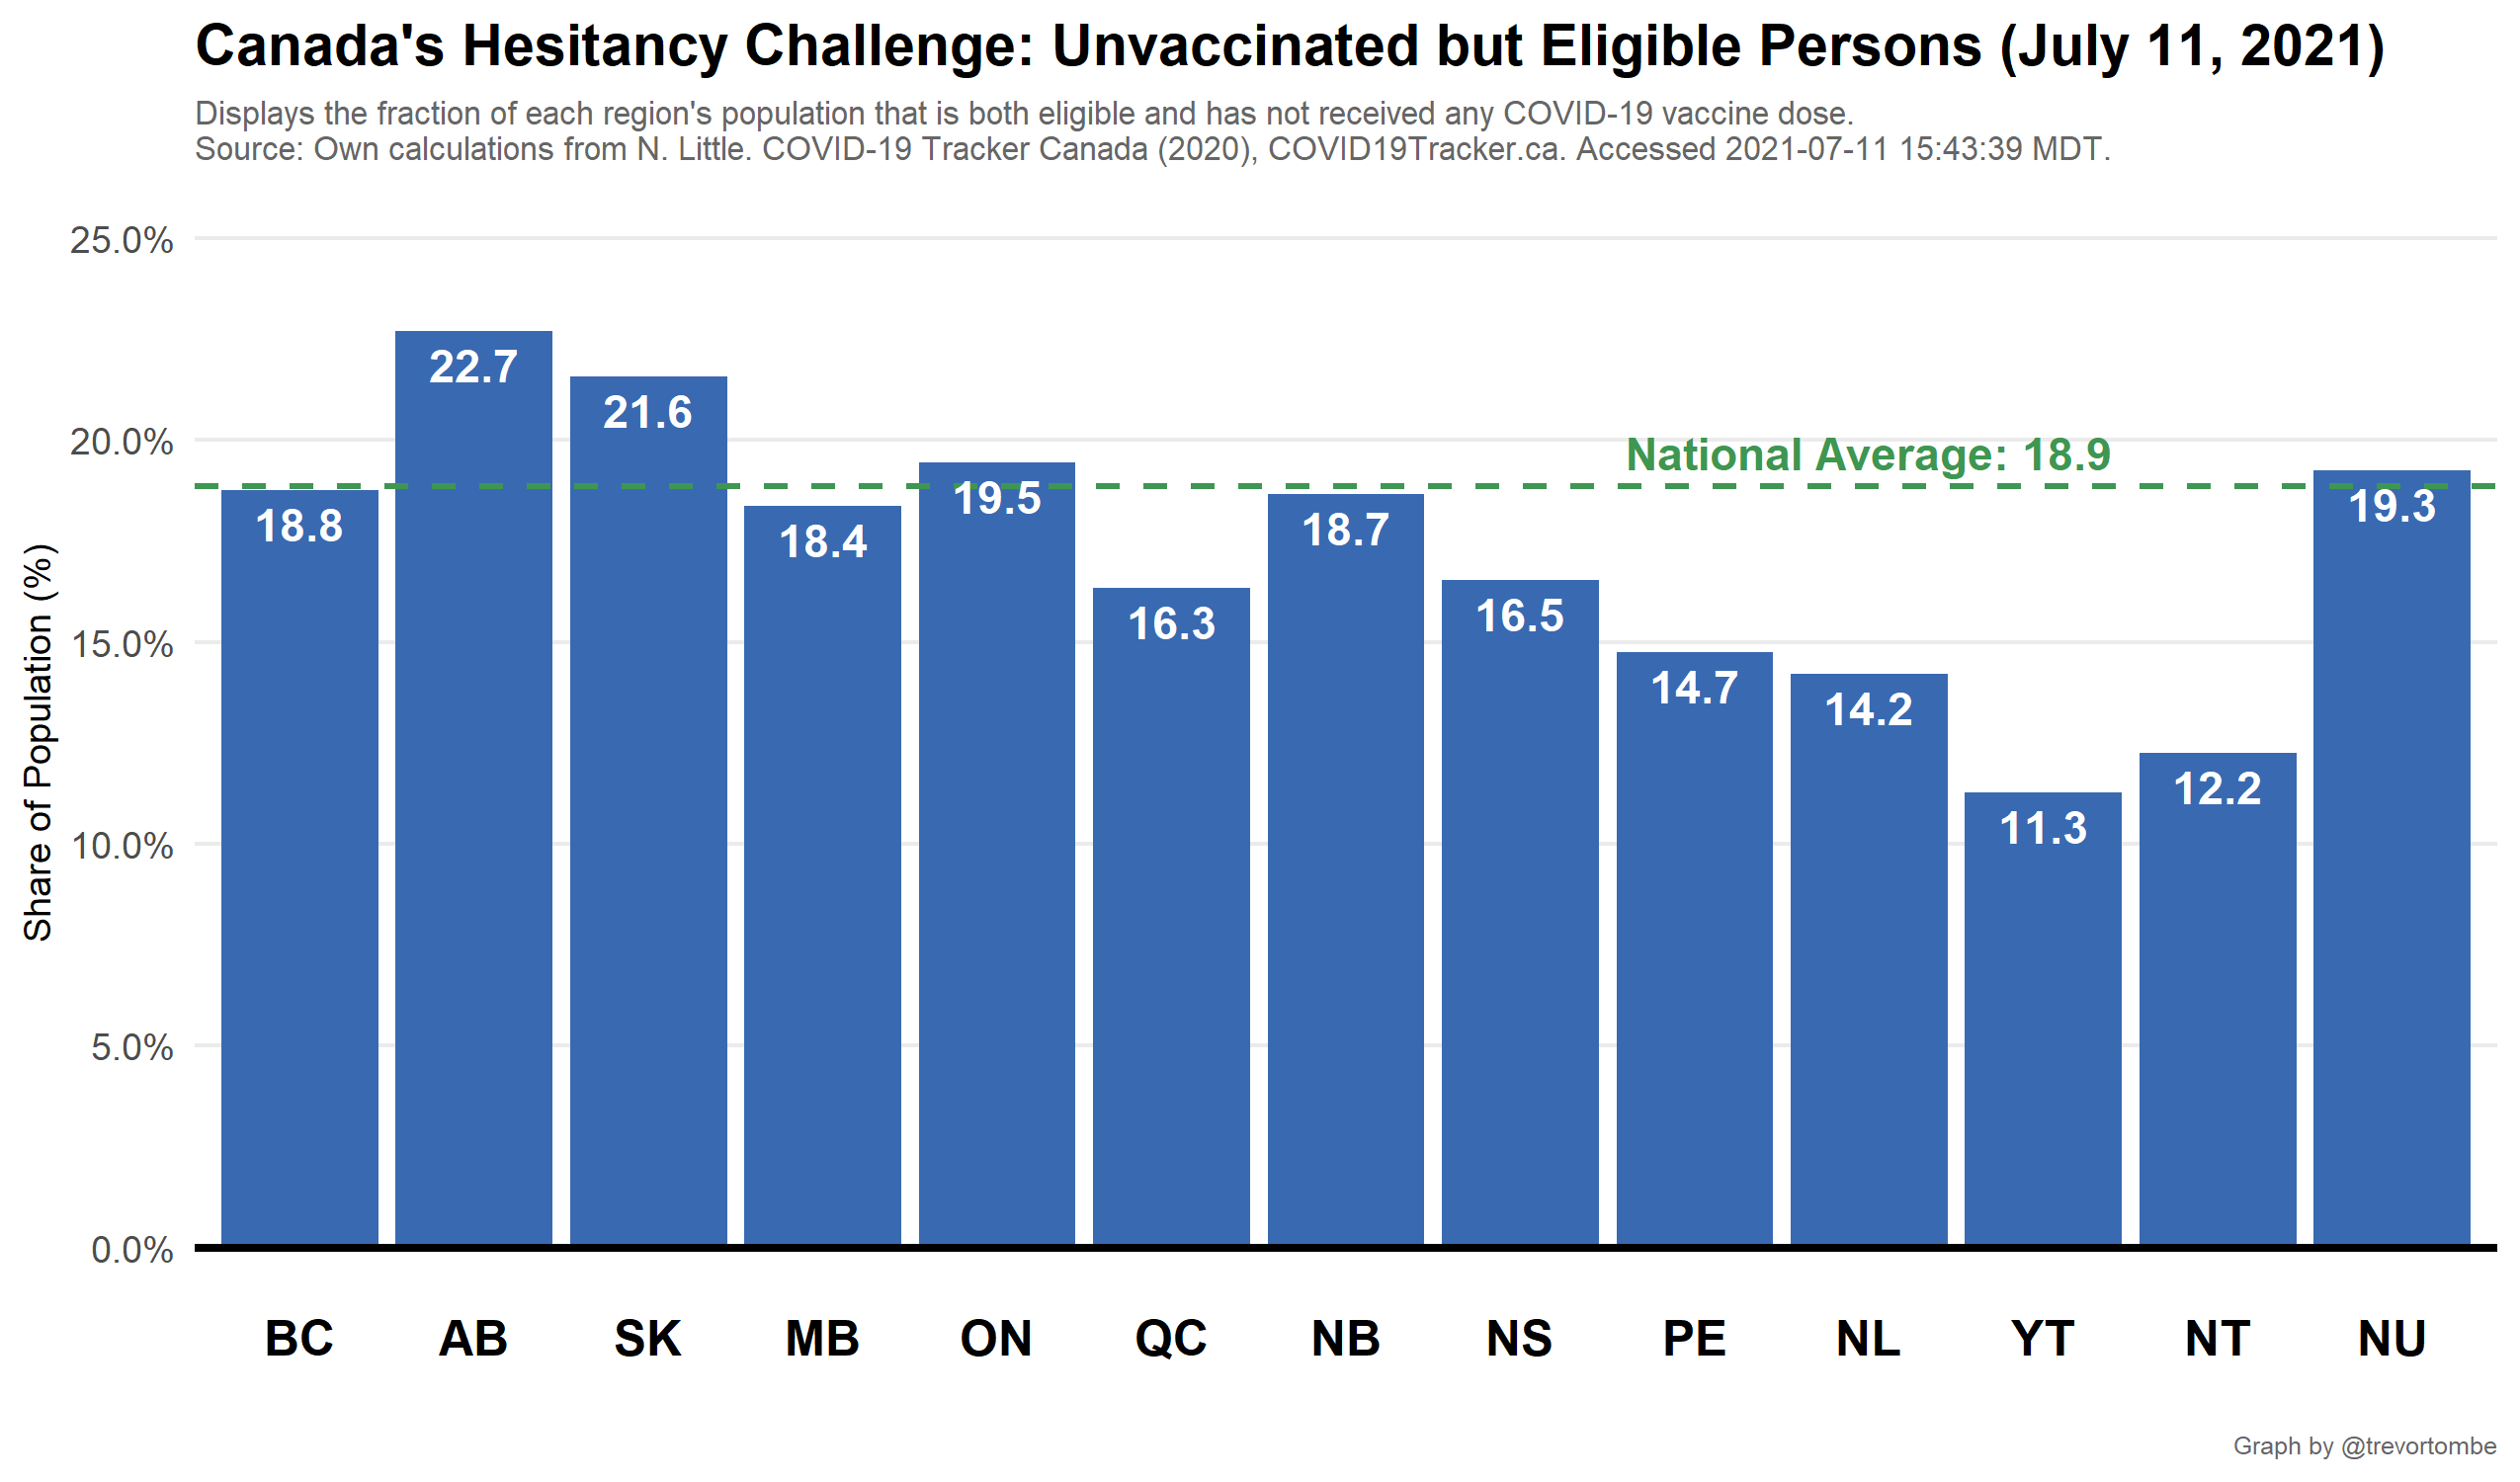 Canada's Hesitancy Challenge: Unvaccinated but Eligible Persons (July 11, 2021)
Displays the fraction of each region's population that is both eligible and has not received any COVID-19 vaccine dose.
Source: Own calculations from N. Little. COVID-19 Tracker Canada (2020), COVID19Tracker.ca. Accessed 2021-07-11 15:43:39 MDT.
Share of Population (%)
25.0%
20.0%
15.0%
10.0%
5.0%
0.0%
National Average: 18.9
18.8
22.7
21.6
18.4
19.5
16.3
18.7
16.5
14.7
14.2
11.3
12.2
19.3
BC
AB
SK
MB
ON
QC
NB
NS
PE
NL
YT
NT
NU
Graph by @trevortombe